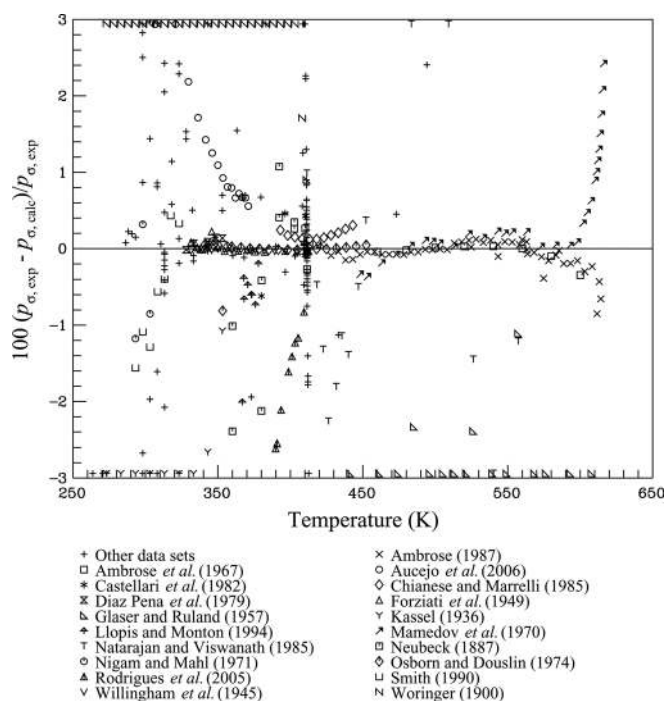 3
2
1
0
−1
−2
−3
100 (pσ, exp - pσ, calc)/pσ, exp
250 350 450 550 650
Temperature (K)
Other data sets
Ambrose et al. (1967)
Castellari et al. (1982)
Diaz Pena et al. (1979)
Glaser and Ruland (1957)
Llopis and Monton (1994)
Natarajan and Viswanath (1985)
Nigam and Mahl (1971)
Rodrigues et al. (2005)
Willingham et al. (1945)
Ambrose (1987)
Aucejo et al. (2006)
Chianese and Marrelli (1985)
Forziati et al. (1949)
Kassel (1936)
Mamedov et al. (1970)
Neubeck (1887)
Osborn and Douslin (1974)
Smith (1990)
Woringer (1900)